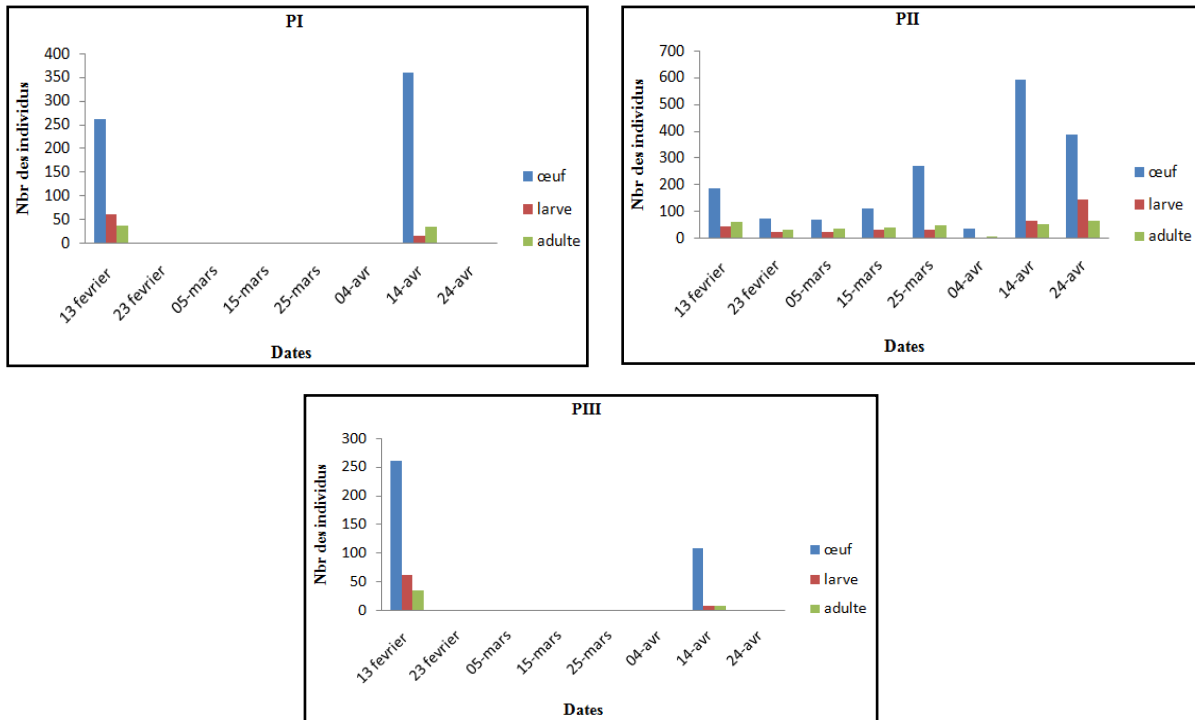 PI
Nbr des individus
400
350
300
250
200
150
100
50
0
13 fevrier
23 fevrier
05-mars
15-mars
25-mars
04-avr
14-avr
24-avr
Dates
œuf
larve
adulte
PII
Nbr des individus
700
600
500
400
300
200
100
0
13 fevrier
23 fevrier
05-mars
15-mars
25-mars
04-avr
14-avr
24-avr
Dates
œuf
larve
adulte
PIII
Nbr des individus
300
250
200
150
100
50
0
13 fevrier
23 fevrier
05-mars
15-mars
25-mars
04-avr
14-avr
24-avr
Dates
œuf
larve
adulte